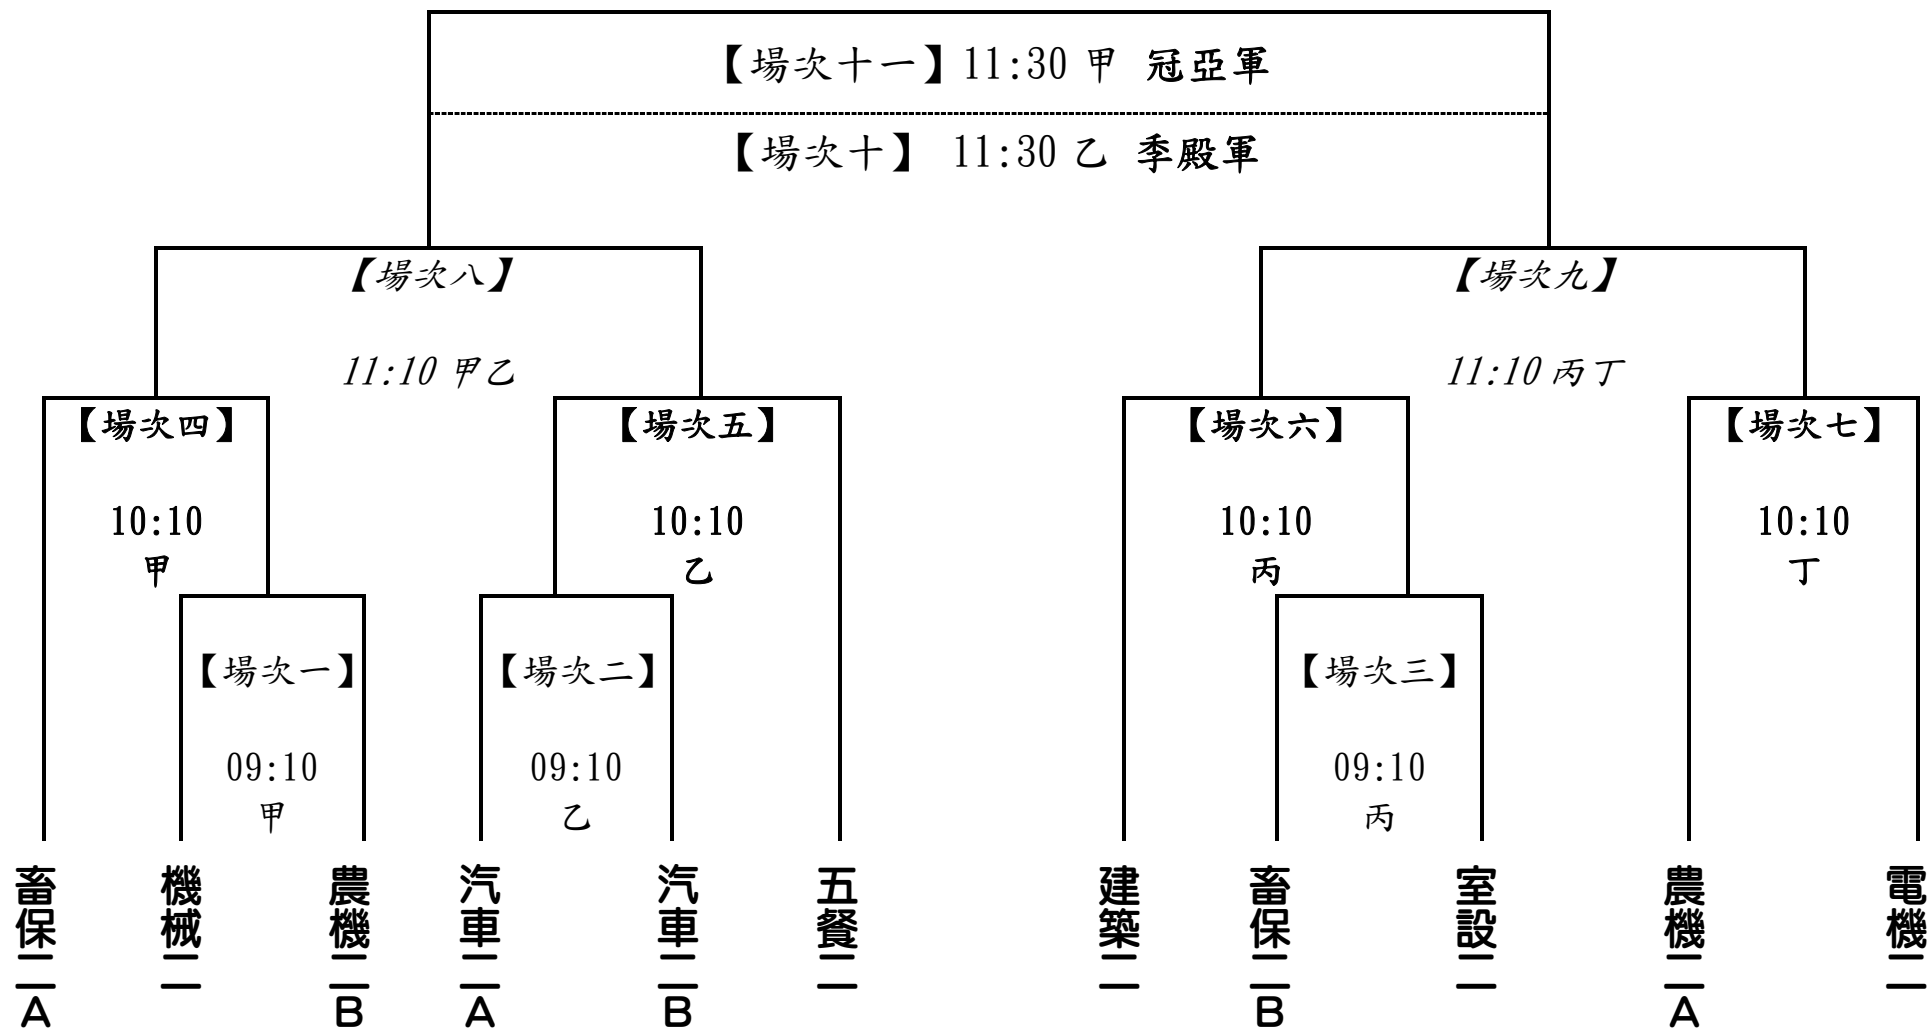 【場次十一】11:30 甲 冠亞軍
【場次十】 11:30 乙 季殿軍
【場次八】
11:10 甲乙
【場次九】
11:10 丙丁
【場次四】
10:10
甲
【場次五】
10:10
乙
【場次六】
10:10
丙
【場次七】
10:10
丁
【場次一】
09:10
甲
【場次二】
09:10
乙
【場次三】
09:10
丙
畜保二A
機械二
農機二B
汽車二A
汽車二B
五餐二
建築二
畜保二B
室設二
農機二A
電機二